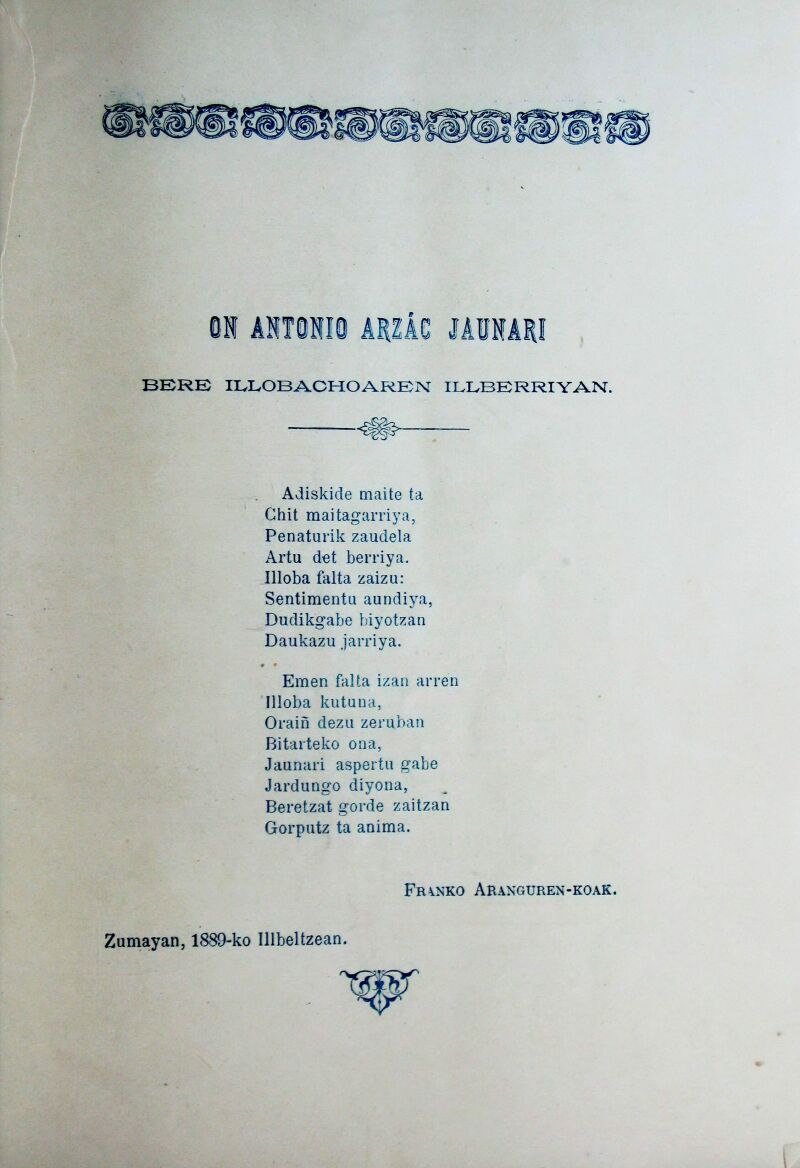 ON ANTONIO ARZÁC JAUNARI
BERE ILLOBACHOAREN ILLBERRIYAN.
Adiskide maite ta
Chit maitagarriya,
Penaturik zaudela
Artu det berriya.
Illoba falta zaizu:
Sentimentu aundiya,
Dudikgabe biyotzan
Daukazu jarriya.
Emen falta izan arren
Illoba kutuna,
Oraiñ dezu zeruban
Bitarteko ona,
Jaunari aspertu gabe
Jardungo diyona,
Beretzat gorde zaitzan
Gorputz ta anima.
FRANKO ARANGUREN-KOAK.
Zumayan, 1889-ko Illbeltzean.